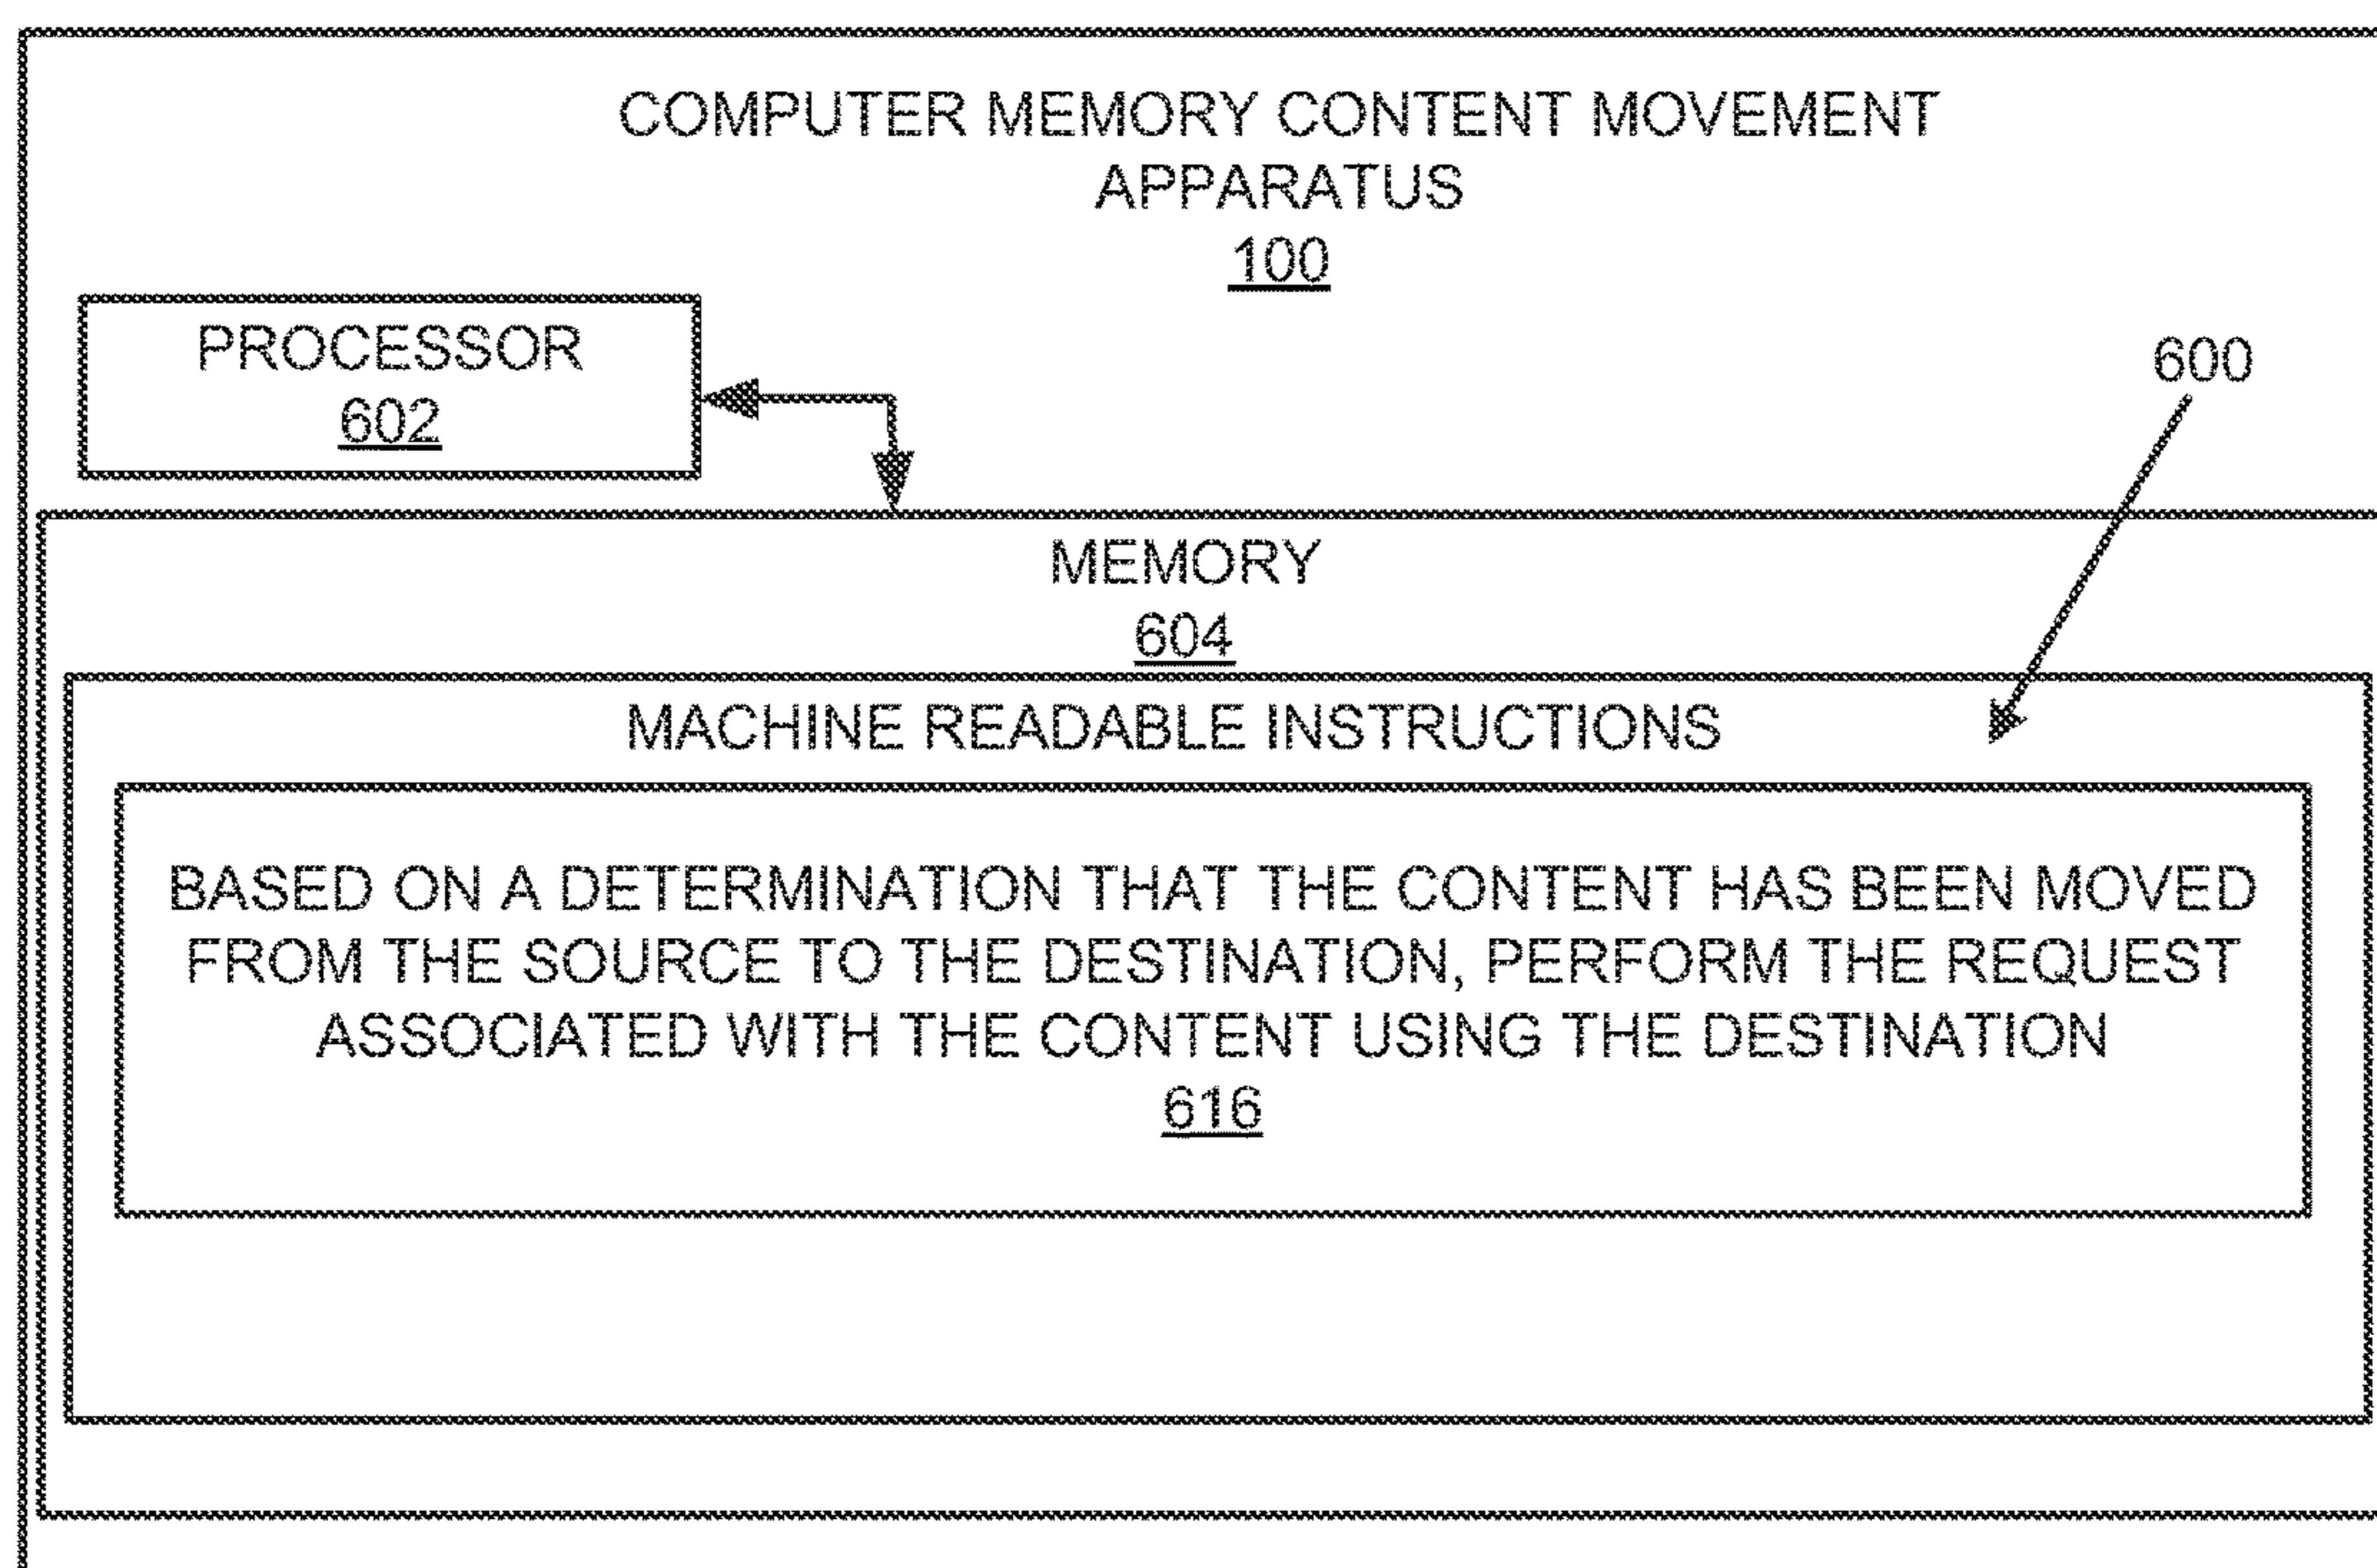 COMPUTER MEMORY CONTENT MOVEMENT
APPARATUS
100
PROCESSOR
602
600
MEMORY
604
MACHINE READABLE INSTRUCTIONS
BASED ON A DETERMINATION THAT THE CONTENT HAS BEEN MOVED
FROM THE SOURCE TO THE DESTINATION, PERFORM THE REQUEST
ASSOCIATED WITH THE CONTENT USING THE DESTINATION
616